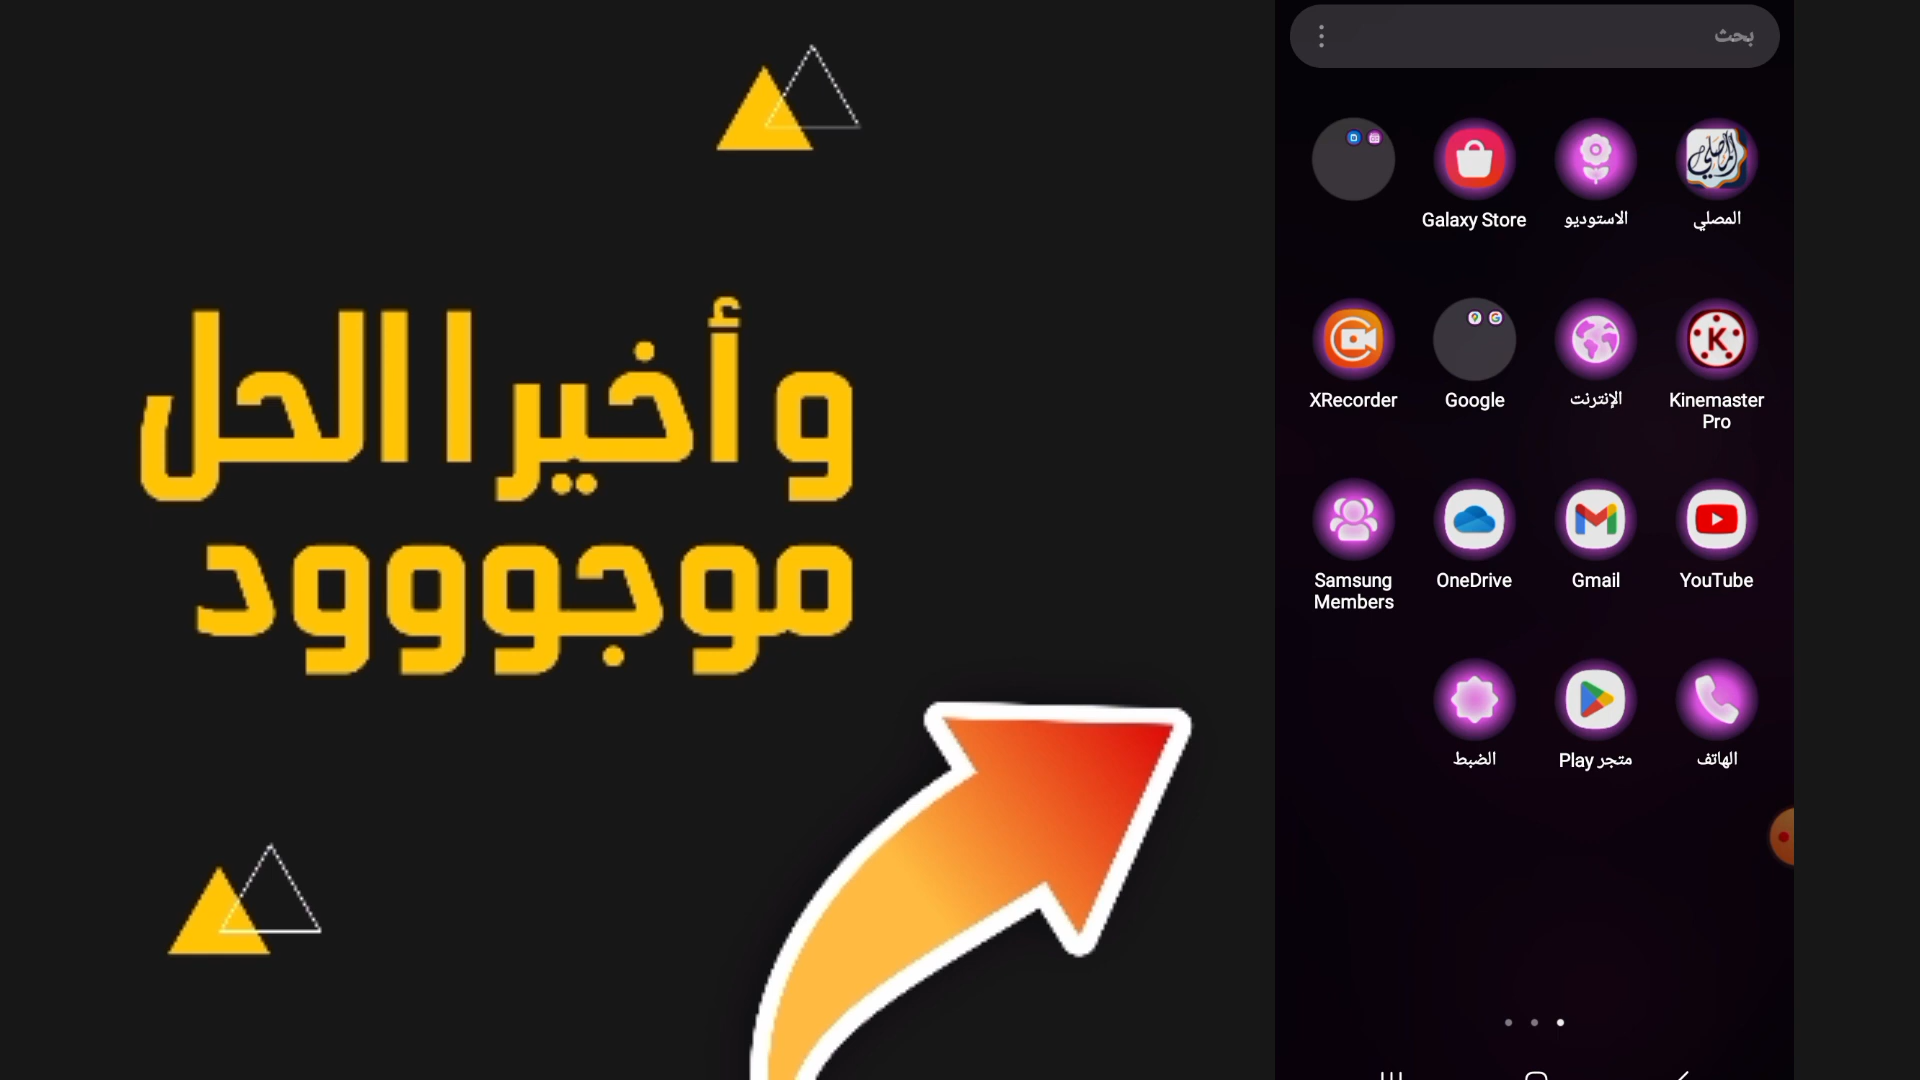 و أخيرا الحل
موجوووود
بحث
المصلي
الاستوديو
Galaxy Store
Kinemaster
Pro
الإنترنت
Google
XRecorder
YouTube
Gmail
OneDrive
Samsung
Members
الهاتف
متجر Play
الضبط